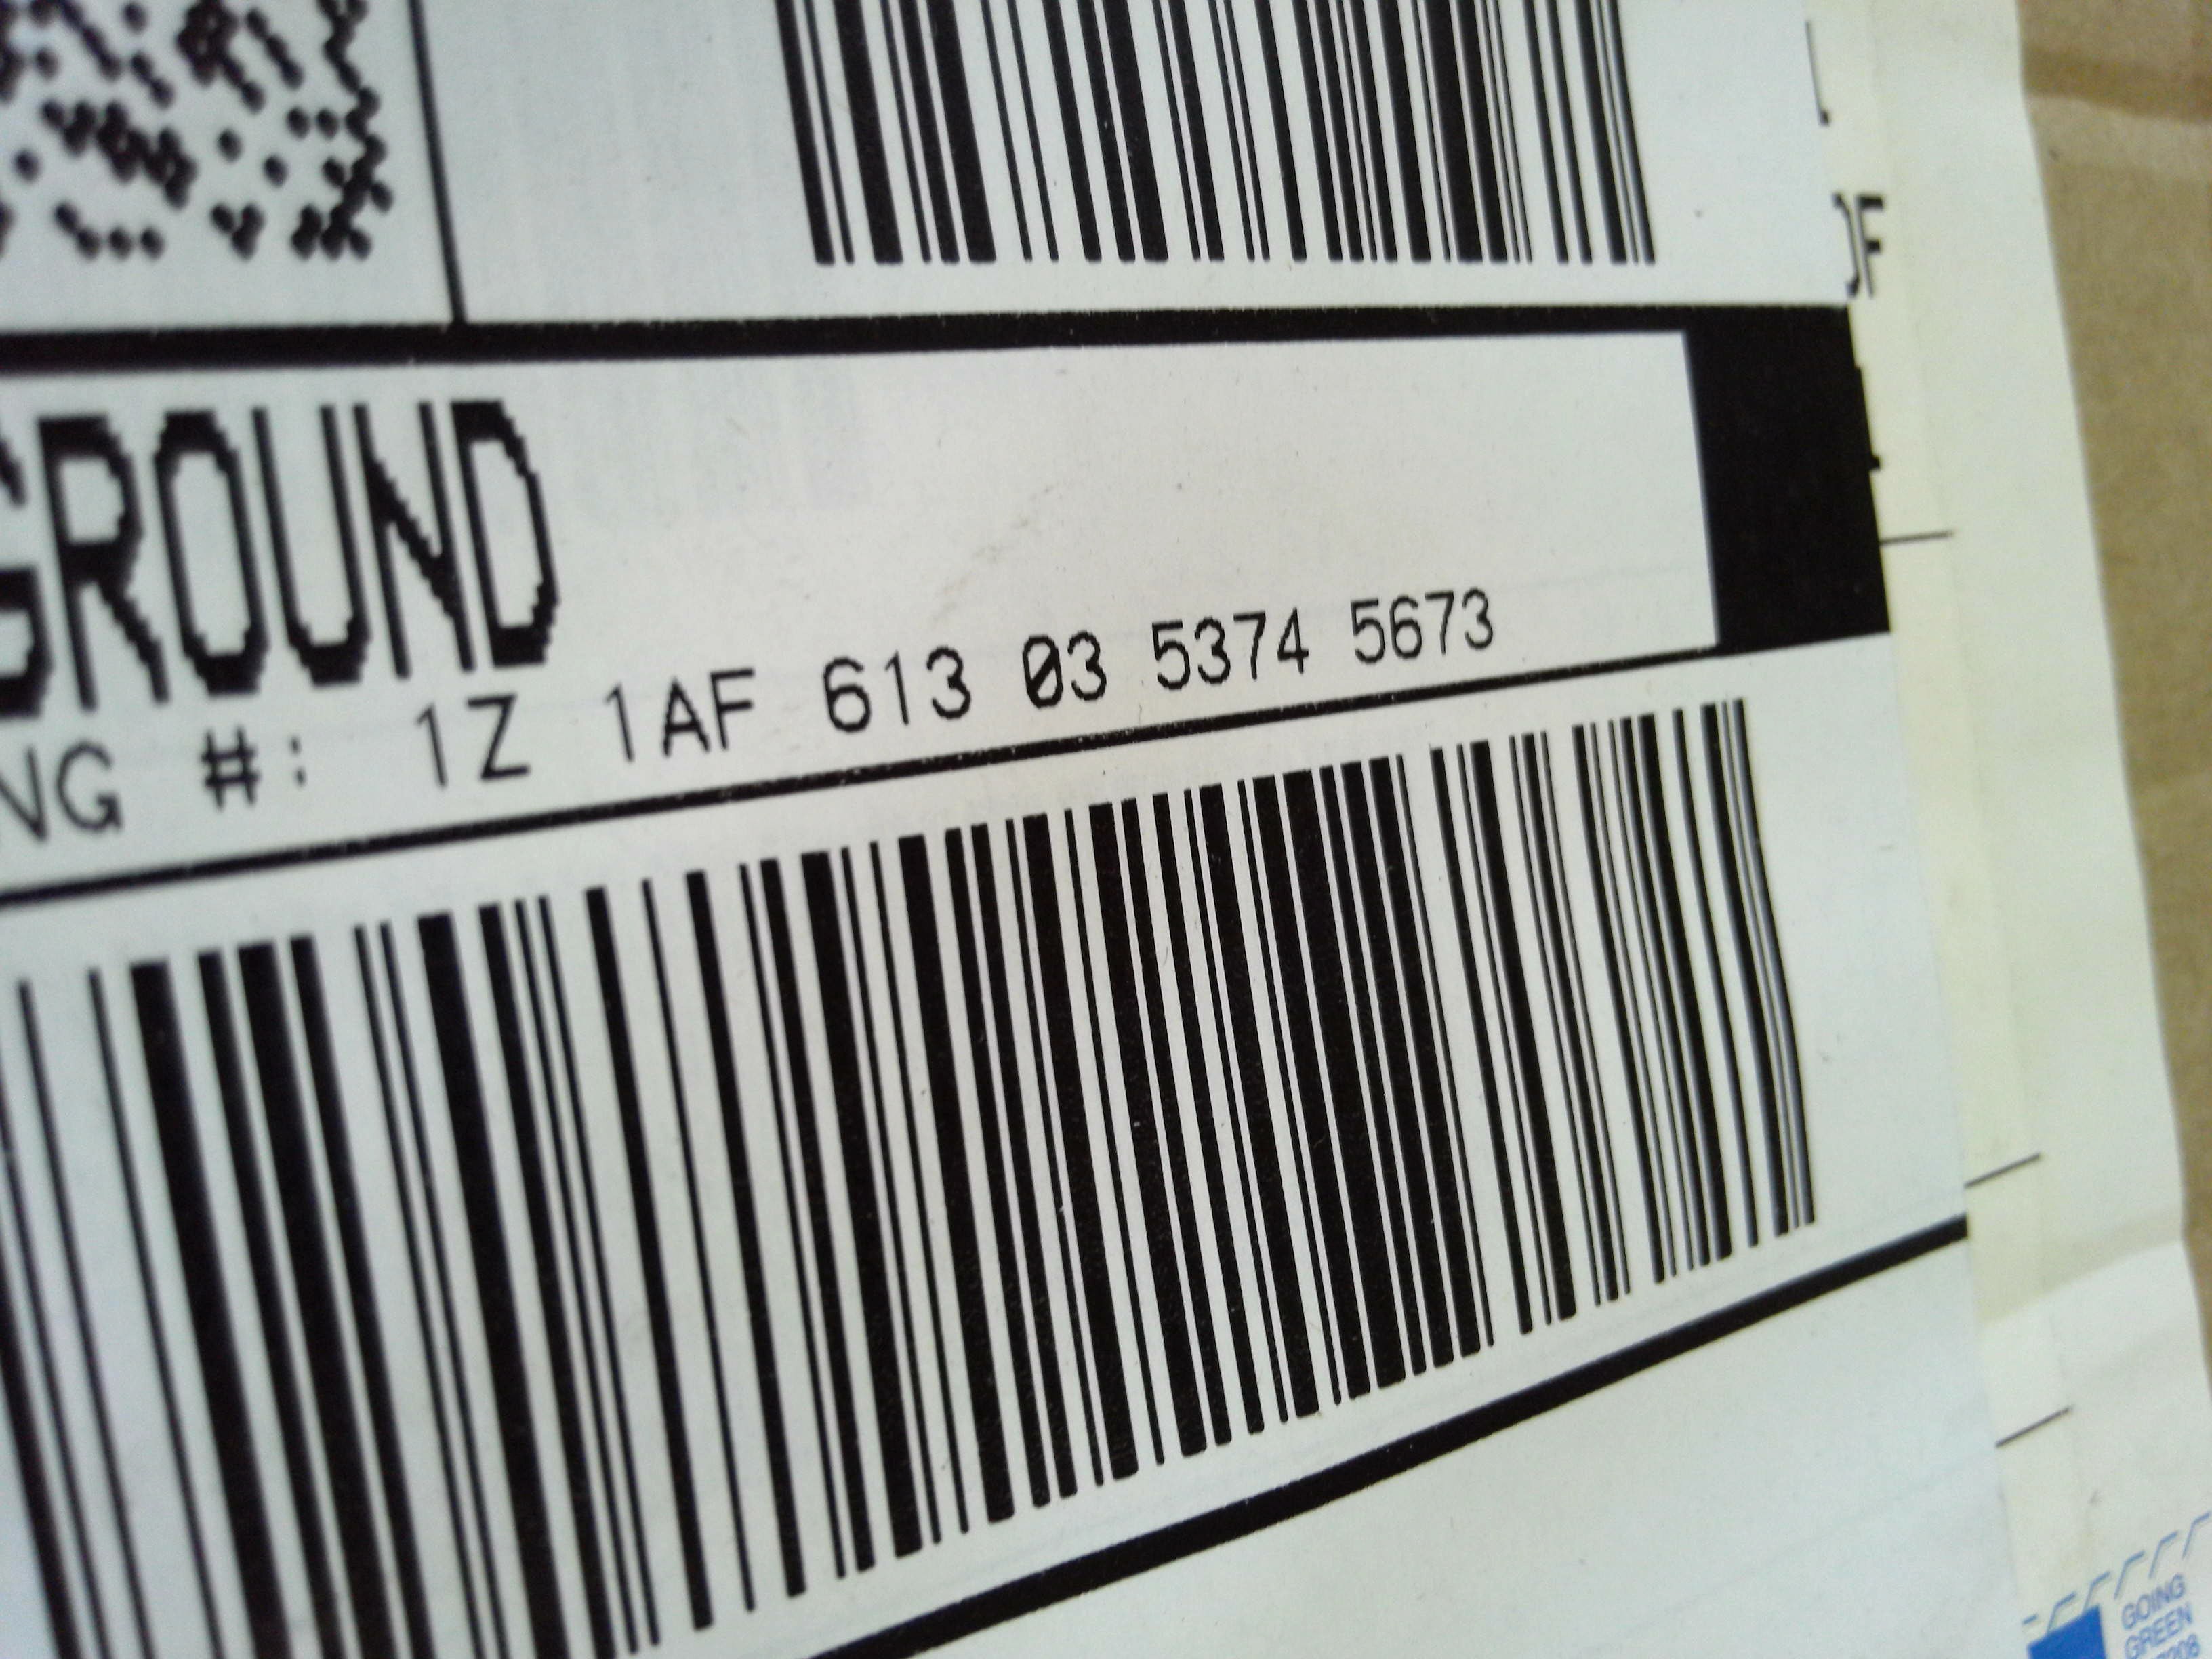 GROUND
NG #: 1Z 1AF 613 03 5374 5673
GOING
GREEN